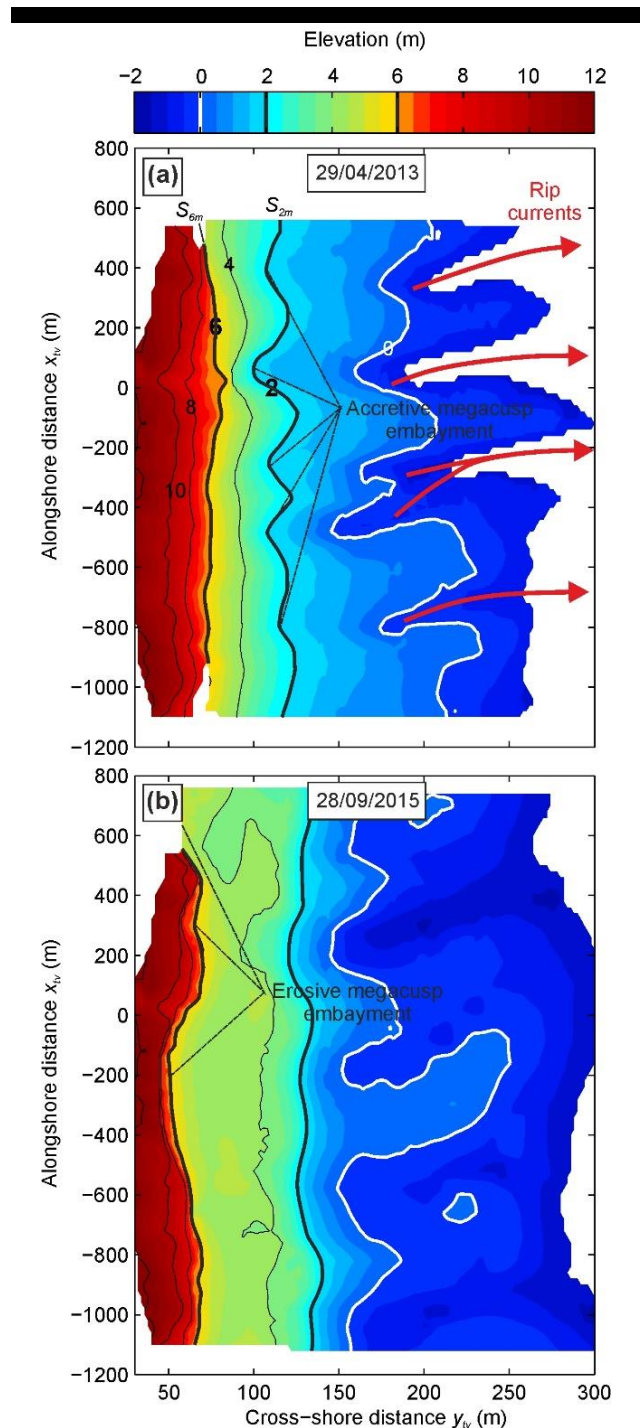 Elevation (m)
−2 0 2 4 6 8 10 12
800
(a)
29/04/2013
Rip
currents
S6m
S2m
600
4
400
6
200
0
0
2
8
Accretive megacusp
embayment
−200
10
−400
−600
−800
−1000
−1200
Alongshore distance xtv (m)
800
(b)
28/09/2015
600
400
200
Erosive megacusp
embayment
0
−200
−400
−600
−800
−1000
−1200
Alongshore distance xtv (m)
50 100 150 200 250 300
Cross−shore distance ytv (m)